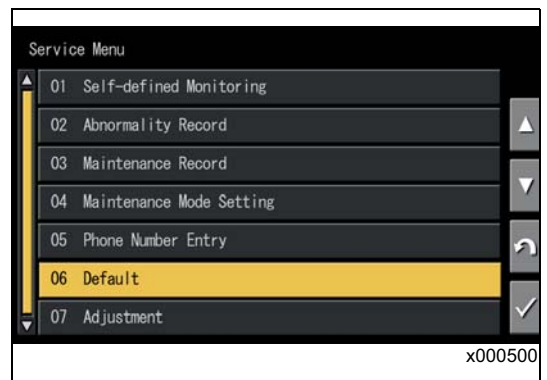 Service Menu
01 Self-defined Monitoring
02 Abnormality Record
03 Maintenance Record
04 Maintenance Mode Setting
05 Phone Number Entry
06 Default
07 Adjustment
x000500